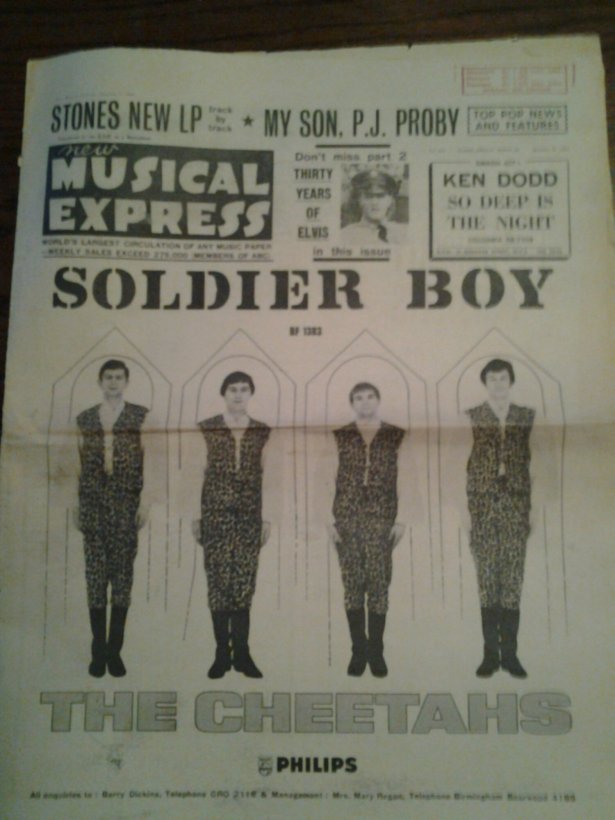 STONES NEW LP track by track ★ MY SON, P.J. PROBY TOP POP NEWS AND FEATURES
new
MUSICAL
EXPRESS
WORLD'S LARGEST CIRCULATION OF ANY MUSIC PAPER
WEEKLY SALES EXCEED 275,000 (MEMBERS OF ABC)
Don't miss part 2
THIRTY
YEARS
OF
ELVIS
in this issue
KEN DODD
SO DEEP IS
THE NIGHT
SOLDIER BOY
BF 1383
THE CHEETAHS
PHILIPS
All enquiries to : Barry Dickins, Telephone & Management : Mrs. Mary Regan, Telephone Birmingham